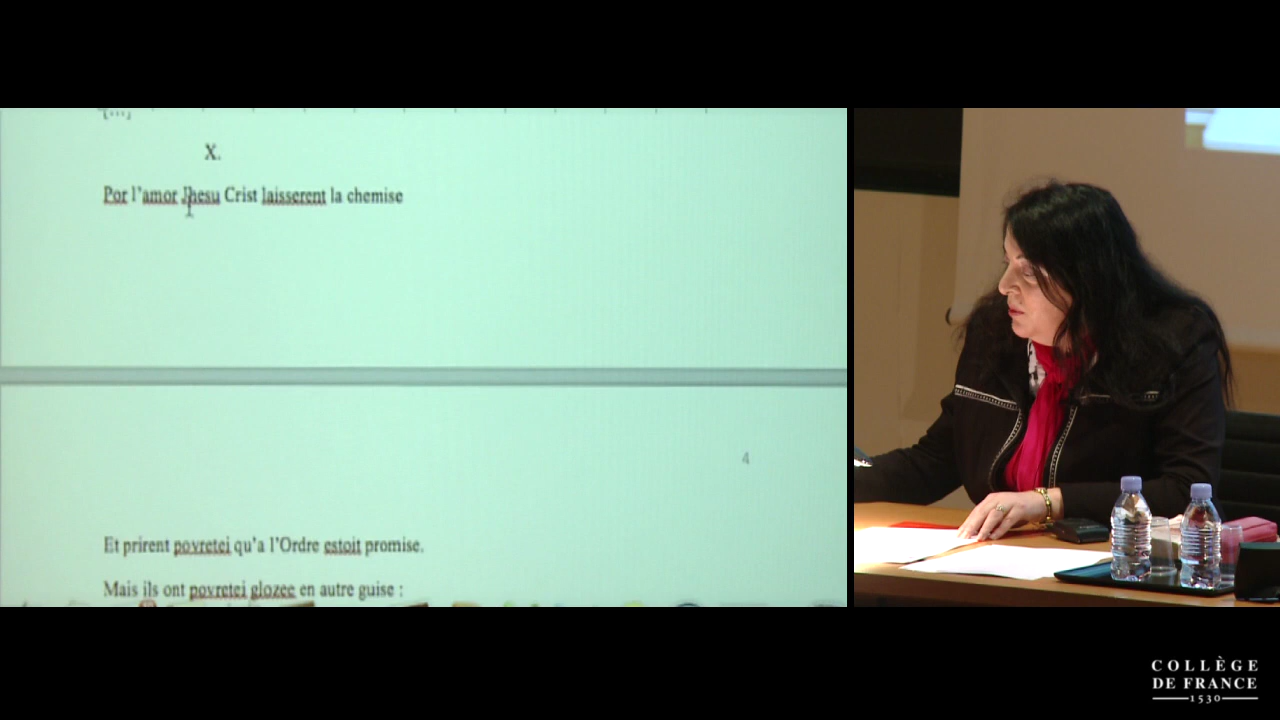 X.
Por l'amor Jhesu Crist laisserent la chemise
4
Et prirent povretei qu'a l'Ordre estoit promise.
Mais ils ont povretei glozee en autre guise :
COLLÈGE
DE FRANCE
1530